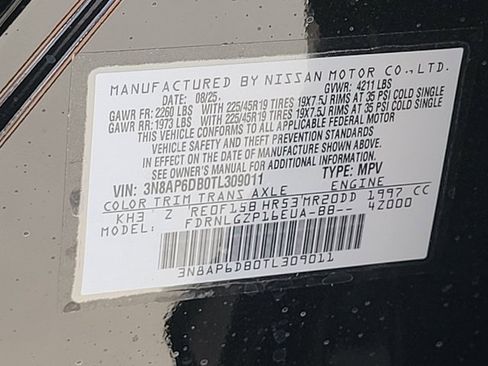 MANUFACTURED BY NISSAN MOTOR CO.,LTD.
DATE: 08/25, GVWR: 4211 LBS
GAWR FR: 2260 LBS WITH 225/45R19 TIRES 19X7.5J RIMS AT 35 PSI COLD SINGLE
GAWR RR: 1973 LBS WITH 225/45R19 TIRES 19X7.5J RIMS AT 35 PSI COLD SINGLE
THIS VEHICLE CONFORMS TO ALL APPLICABLE FEDERAL MOTOR
VEHICLE SAFETY AND THEFT PREVENTION STANDARDS
IN EFFECT ON THE DATE OF MANUFACTURE SHOWN ABOVE.
SEE OWNER'S MANUAL FOR ADDITIONAL INFORMATION.
VIN: 3N8AP6DB0TL309011 TYPE: MPV
COLOR TRIM TRANS AXLE ENGINE
KH3 Z RE0F15B HR53 MR20DD 1997 CC
MODEL: FDRNLGZP16EUA-BB-- 4Z000
3N8AP6DB0TL309011